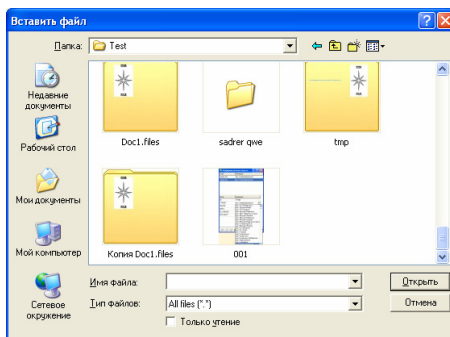 Вставить файл
Папка: Test
Недавние документы
Рабочий стол
Мои документы
Мой компьютер
Сетевое окружение
Doc1.files
sadrer qwe
tmp
Копия Doc1.files
001
Имя файла:
Открыть
Тип файлов: All files (*.*)
Отмена
Только чтение